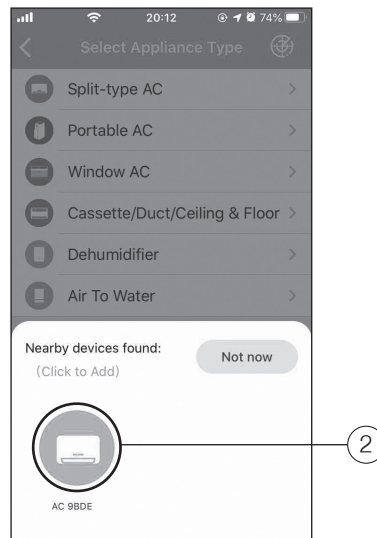 20:12
74%
Select Appliance Type
Split-type AC
Portable AC
Window AC
Cassette/Duct/Ceiling & Floor
Dehumidifier
Air To Water
Nearby devices found:
(Click to Add)
Not now
2
AC 9BDE